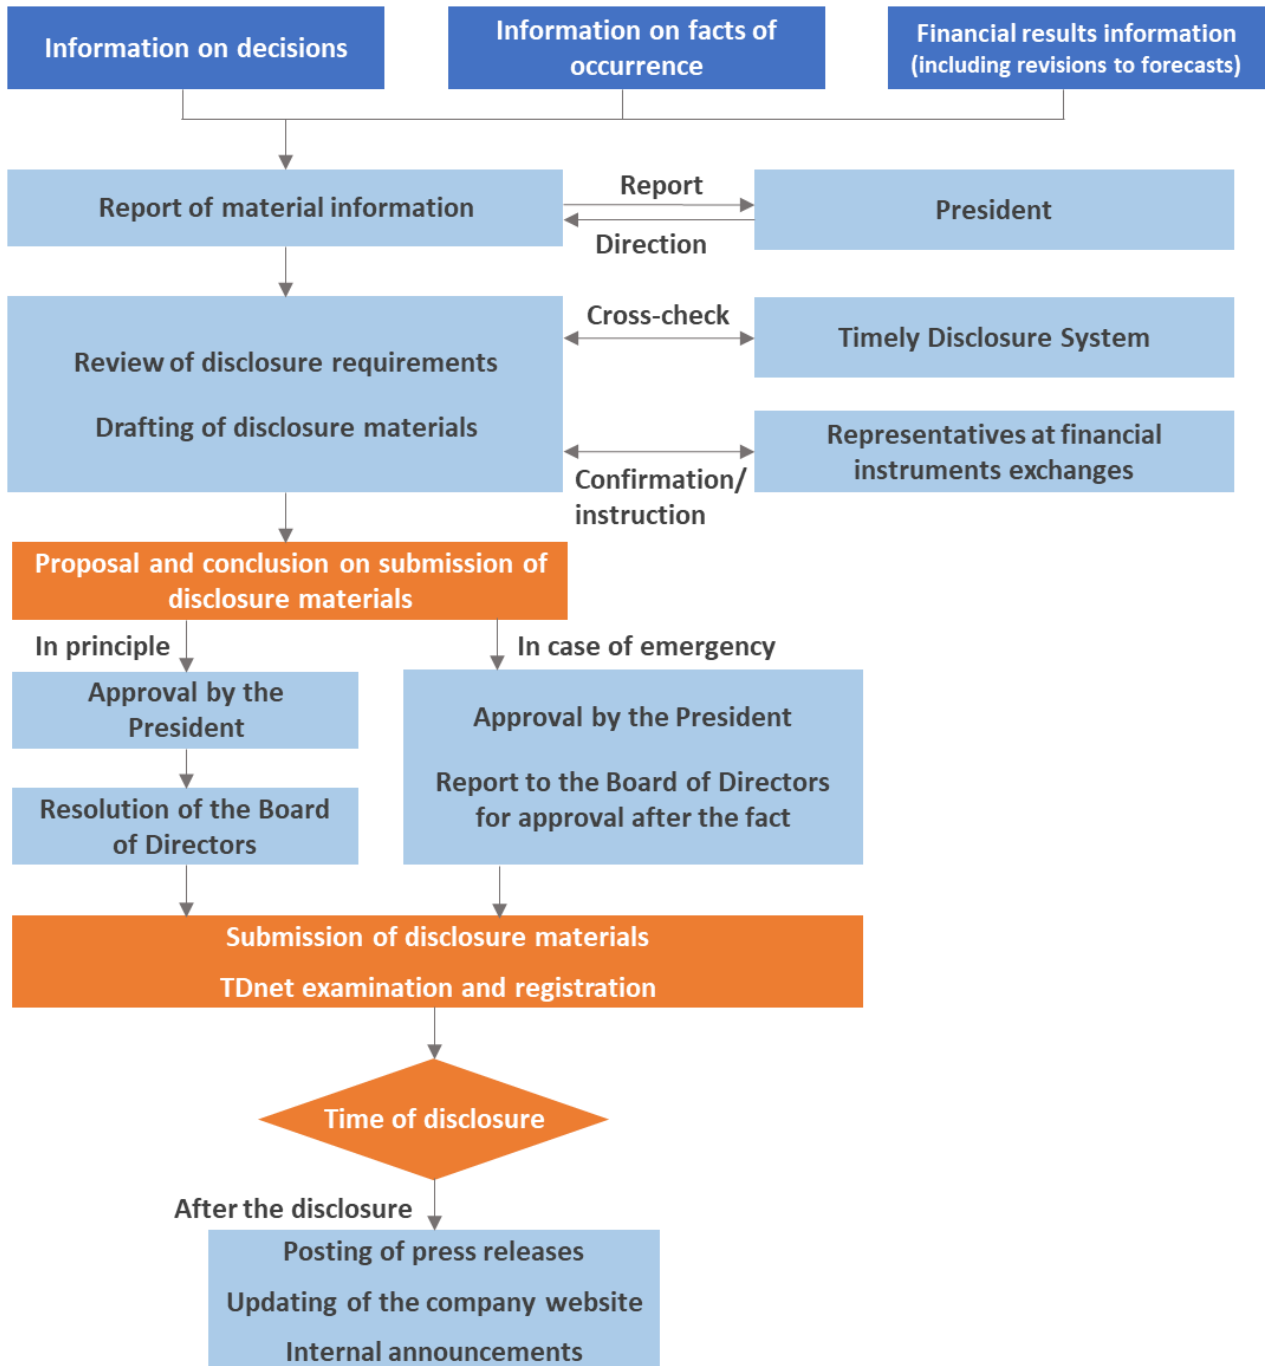 Information on decisions
Information on facts of
occurrence
Financial results information
(including revisions to forecasts)
Report of material information
Report
Direction
President
Review of disclosure requirements
Drafting of disclosure materials
Cross-check
Timely Disclosure System
Confirmation/
instruction
Representatives at financial
instruments exchanges
Proposal and conclusion on submission of
disclosure materials
In principle
In case of emergency
Approval by the
President
Resolution of the Board
of Directors
Approval by the President
Report to the Board of Directors
for approval after the fact
Submission of disclosure materials
TDnet examination and registration
Time of disclosure
After the disclosure
Posting of press releases
Updating of the company website
Internal announcements